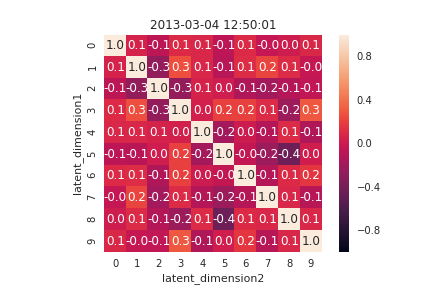 2013-03-04 12:50:01
latent_dimension1
0 1.0 0.1 -0.1 0.1 0.1 -0.1 0.1 -0.0 0.0 0.1
1 0.1 1.0 -0.3 0.3 0.1 -0.1 0.1 0.2 0.1 -0.0
2 -0.1 -0.3 1.0 -0.3 0.1 0.0 -0.1 -0.2 -0.1 -0.1
3 0.1 0.3 -0.3 1.0 0.0 0.2 0.2 0.1 -0.2 0.3
4 0.1 0.1 0.1 0.0 1.0 -0.2 0.0 -0.1 0.1 -0.1
5 -0.1 -0.1 0.0 0.2 -0.2 1.0 -0.0 -0.2 -0.4 0.0
6 0.1 0.1 -0.1 0.2 0.0 -0.0 1.0 -0.1 0.1 0.2
7 -0.0 0.2 -0.2 0.1 -0.1 -0.2 -0.1 1.0 0.1 -0.1
8 0.0 0.1 -0.1 -0.2 0.1 -0.4 0.1 0.1 1.0 0.1
9 0.1 -0.0 -0.1 0.3 -0.1 0.0 0.2 -0.1 0.1 1.0
0 1 2 3 4 5 6 7 8 9
latent_dimension2
0.8
0.4
0.0
-0.4
-0.8